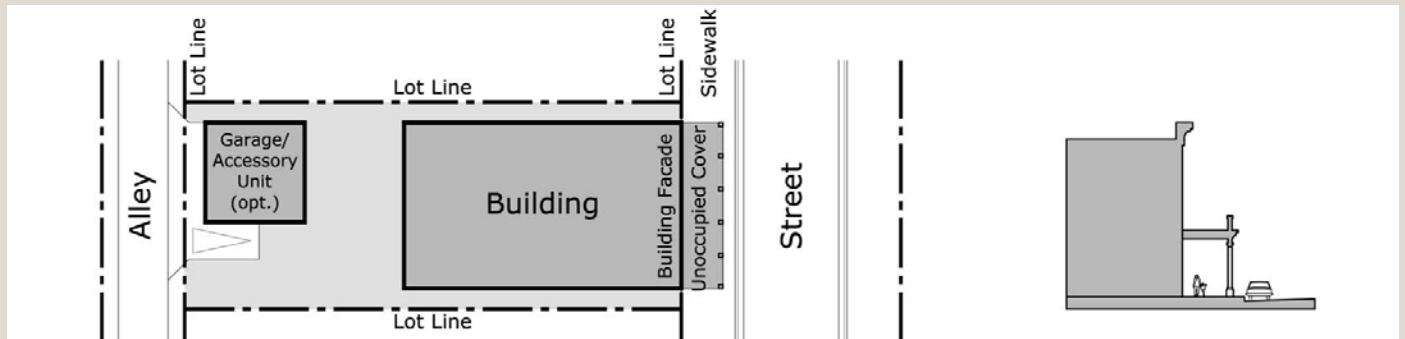 Lot Line
Lot Line
Lot Line
Sidewalk
Alley
Garage/
Accessory
Unit
(opt.)
Building
Building Facade
Unoccupied Cover
Street
Lot Line